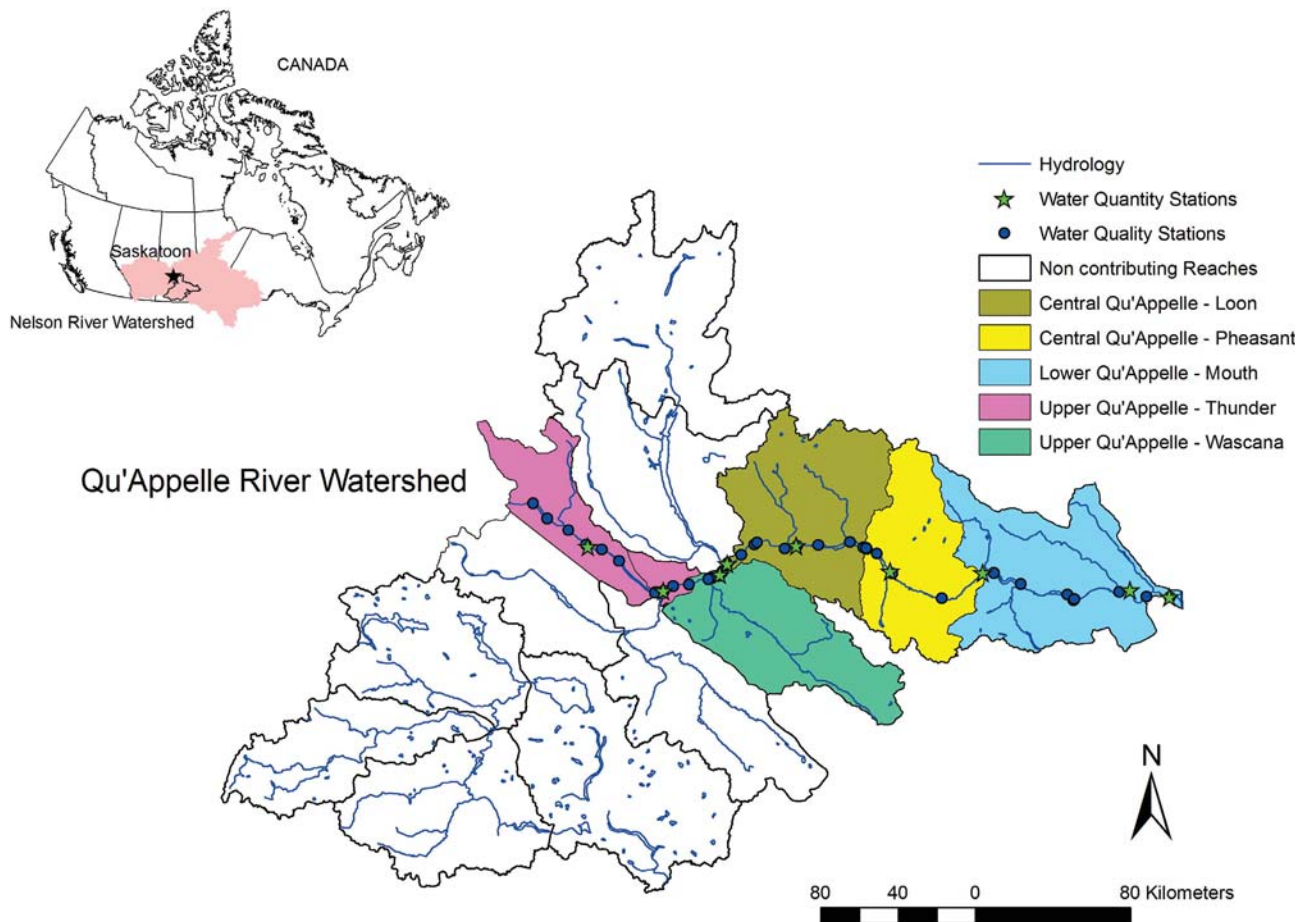 CANADA
Saskatoon
Nelson River Watershed
Hydrology
Water Quantity Stations
Water Quality Stations
Non contributing Reaches
Central Qu'Appelle - Loon
Central Qu'Appelle - Pheasant
Lower Qu'Appelle - Mouth
Upper Qu'Appelle - Thunder
Upper Qu'Appelle - Wascana
Qu'Appelle River Watershed
N
80 40 0 80 Kilometers